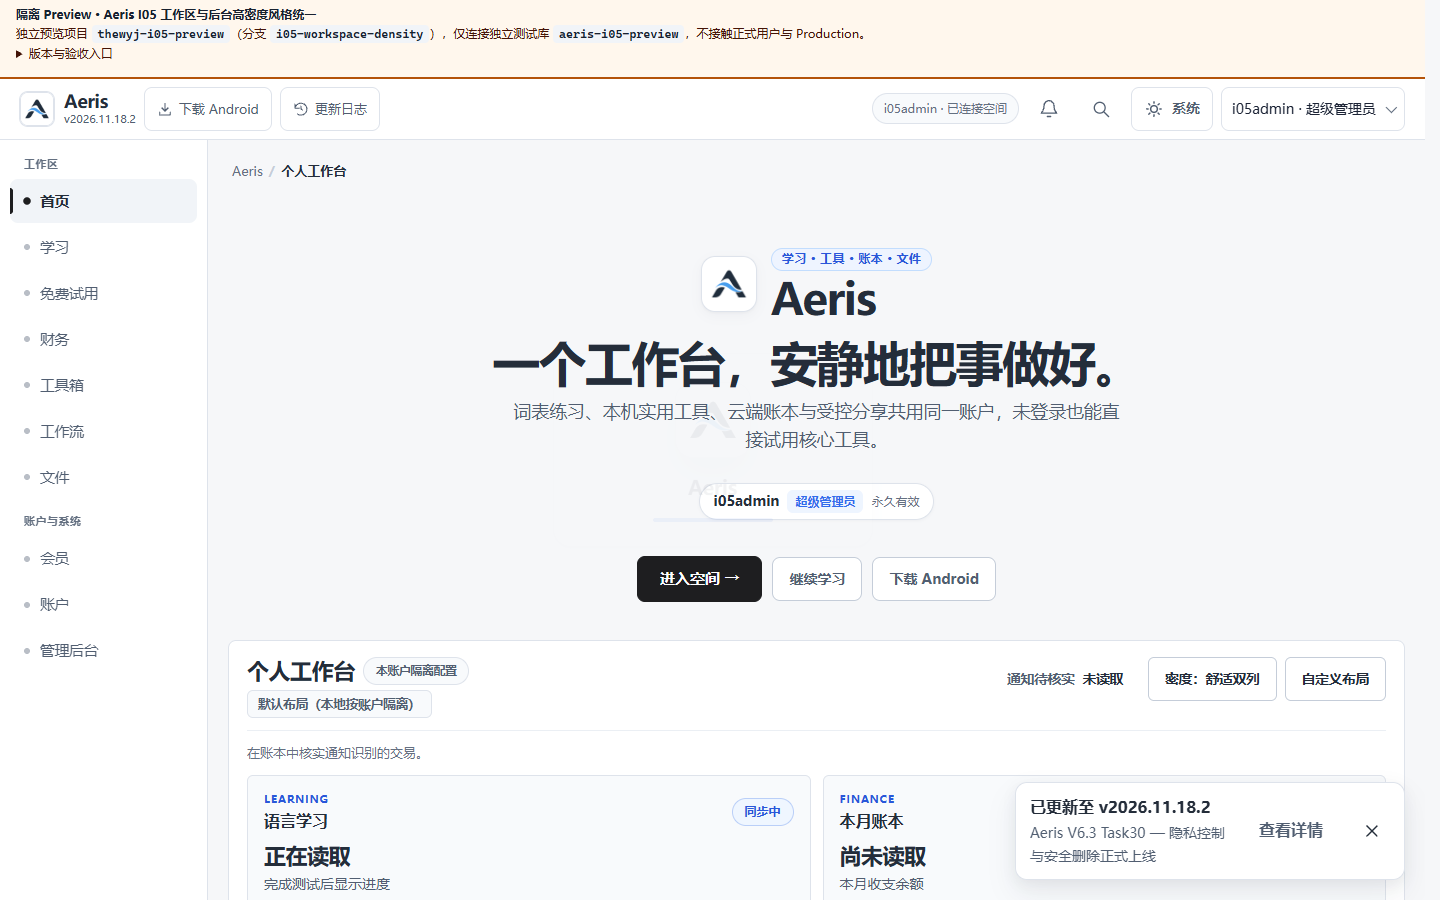 隔离 Preview • Aeris I05 工作区与后台高密度风格统一
独立预览项目 thewyj-i05-preview （分支 i05-workspace-density ），仅连接独立测试库 aeris-i05-preview ，不接触正式用户与 Production。
▶ 版本与验收入口
Aeris
v2026.11.18.2
下载 Android
更新日志
i05admin · 已连接空间
系统
i05admin · 超级管理员
工作区
首页
学习
免费试用
财务
工具箱
工作流
文件
账户与系统
会员
账户
管理后台
Aeris / 个人工作台
学习 • 工具 • 账本 • 文件
Aeris
一个工作台，安静地把事做好。
词表练习、本机实用工具、云端账本与受控分享共用同一账户，未登录也能直
接试用核心工具。
Aeris
i05admin 超级管理员 永久有效
进入空间 →
继续学习
下载 Android
个人工作台
本账户隔离配置
默认布局（本地按账户隔离）
通知待核实 未读取
密度：舒适双列
自定义布局
在账本中核实通知识别的交易。
LEARNING
语言学习
同步中
正在读取
完成测试后显示进度
FINANCE
本月账本
尚未读取
本月收支余额
已更新至 v2026.11.18.2
Aeris V6.3 Task30 — 隐私控制
与安全删除正式上线
查看详情